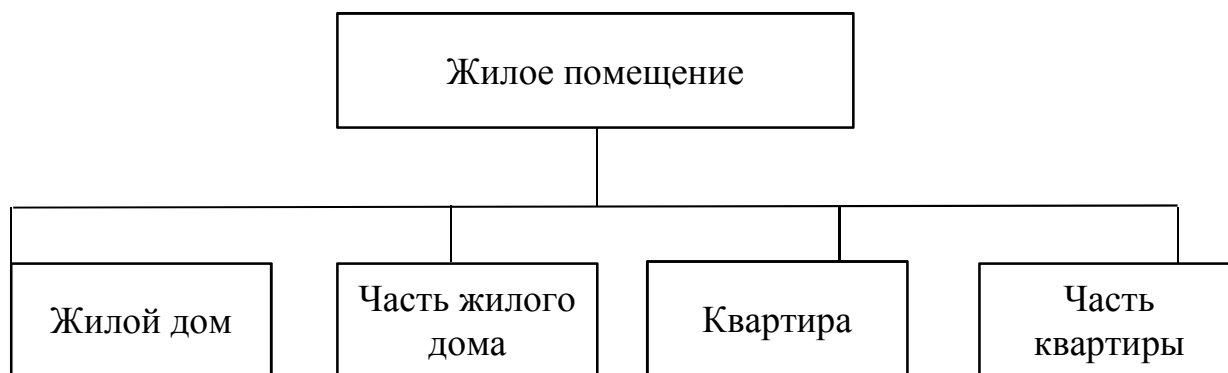 Жилое помещение
Жилой дом
Часть жилого
дома
Квартира
Часть
квартиры